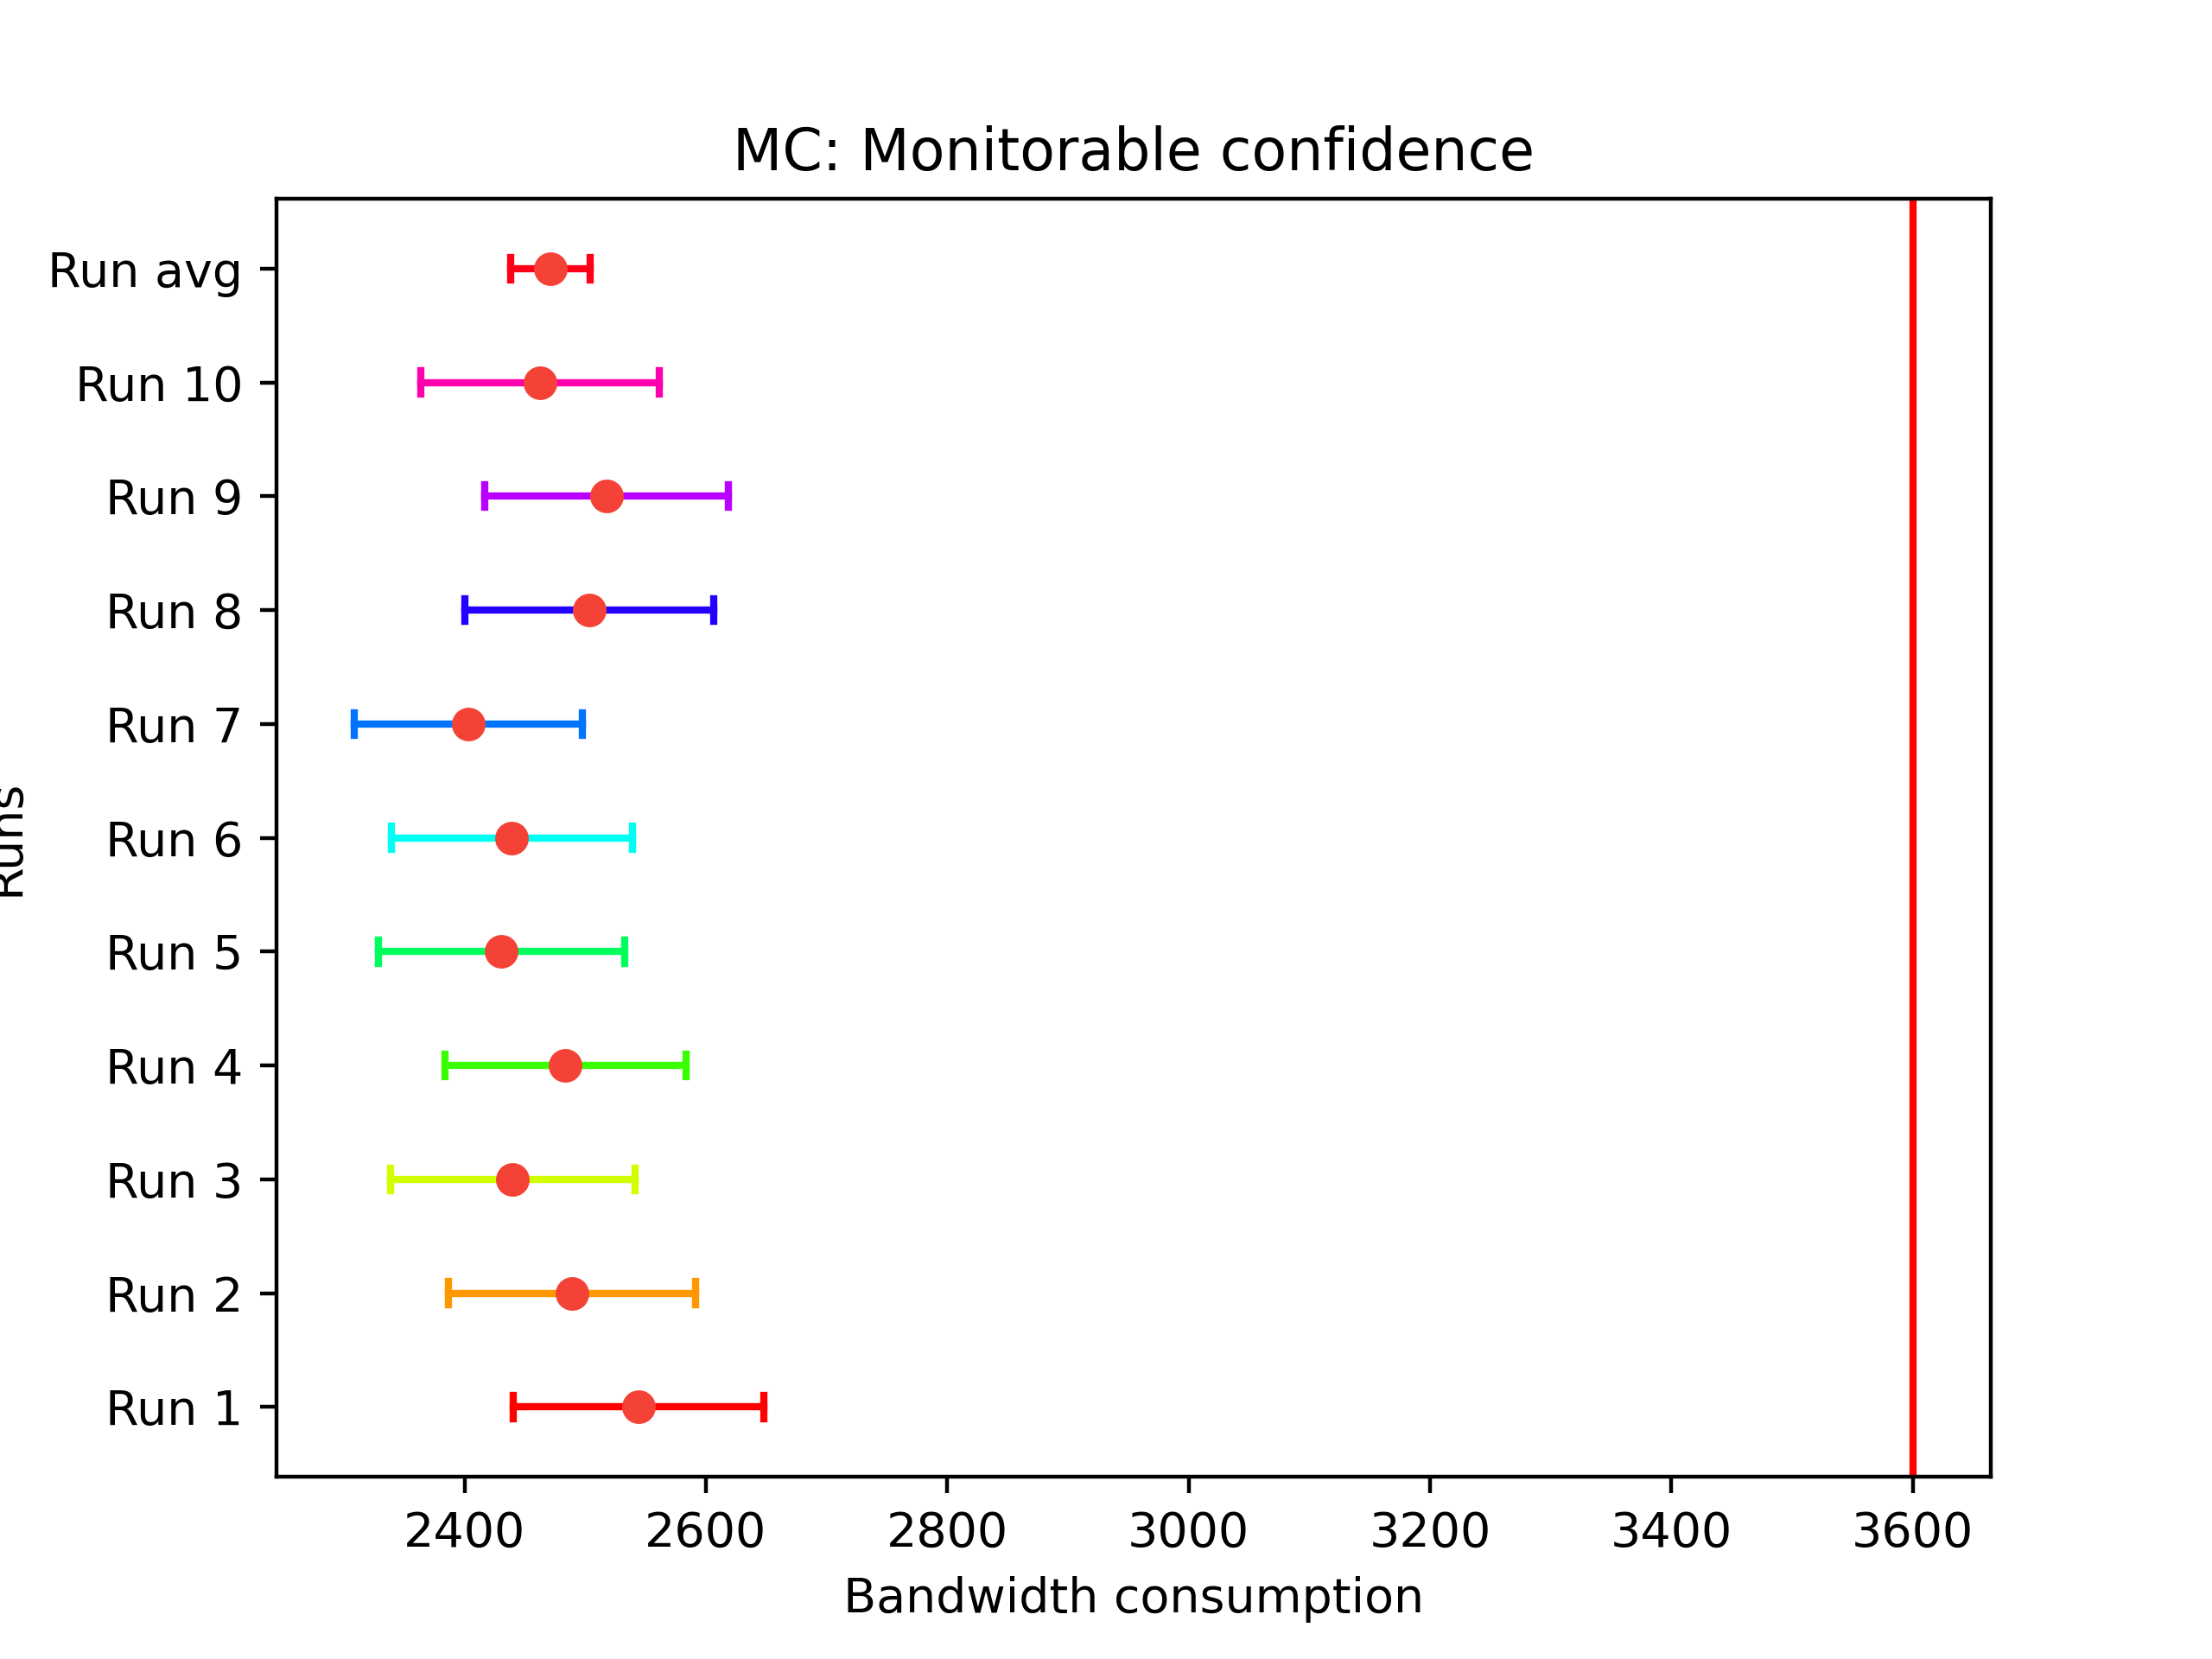 MC: Monitorable confidence
Run avg
Run 10
Run 9
Run 8
Run 7
Run 6
Run 5
Run 4
Run 3
Run 2
Run 1
Runs
2400 2600 2800 3000 3200 3400 3600
Bandwidth consumption